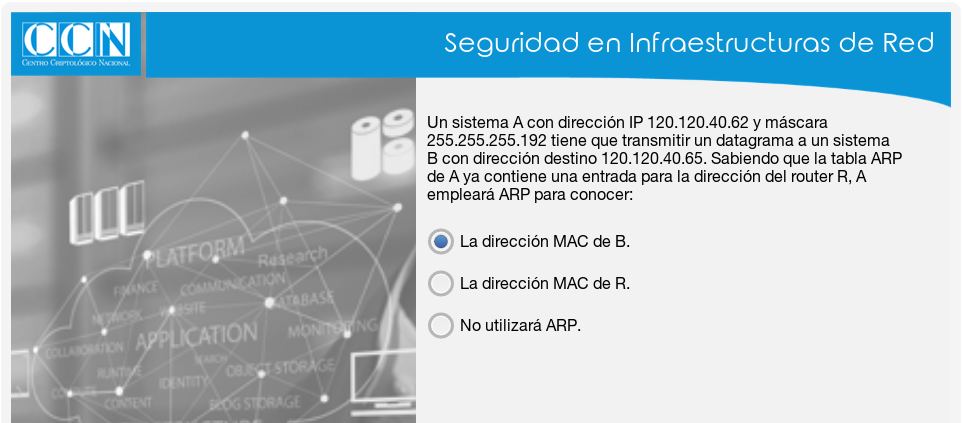 CCN
CENTRO CRIPTOLÓGICO NACIONAL
Seguridad en Infraestructuras de Red
Un sistema A con dirección IP 120.120.40.62 y máscara
255.255.255.192 tiene que transmitir un datagrama a un sistema
B con dirección destino 120.120.40.65. Sabiendo que la tabla ARP
de A ya contiene una entrada para la dirección del router R, A
empleará ARP para conocer:
La dirección MAC de B.
La dirección MAC de R.
No utilizará ARP.
PLATFORM
Research
FINANCE
COMMUNICATION
NETWORK
DATABASE
APPLICATION
MONITORING
COLLABORATION
SEARCH
RUNTIME
OBJECT STORAGE
IDENTITY
COMPUTE
CONTENT
BLOG STORAGE